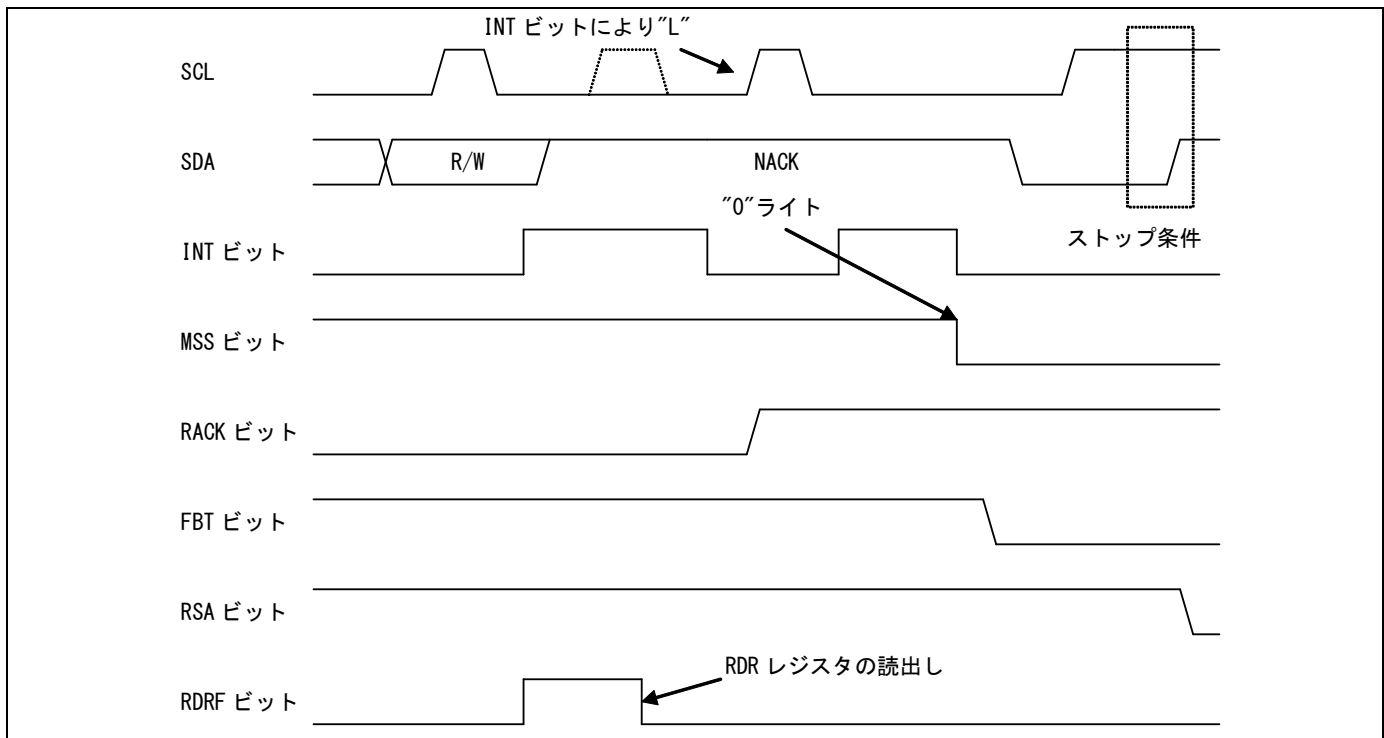 INT ビットにより"L"
SCL
SDA
R/W
NACK
"0"ライト
ストップ条件
INT ビット
MSS ビット
RACK ビット
FBT ビット
RSA ビット
RDR レジスタの読出し
RDRF ビット